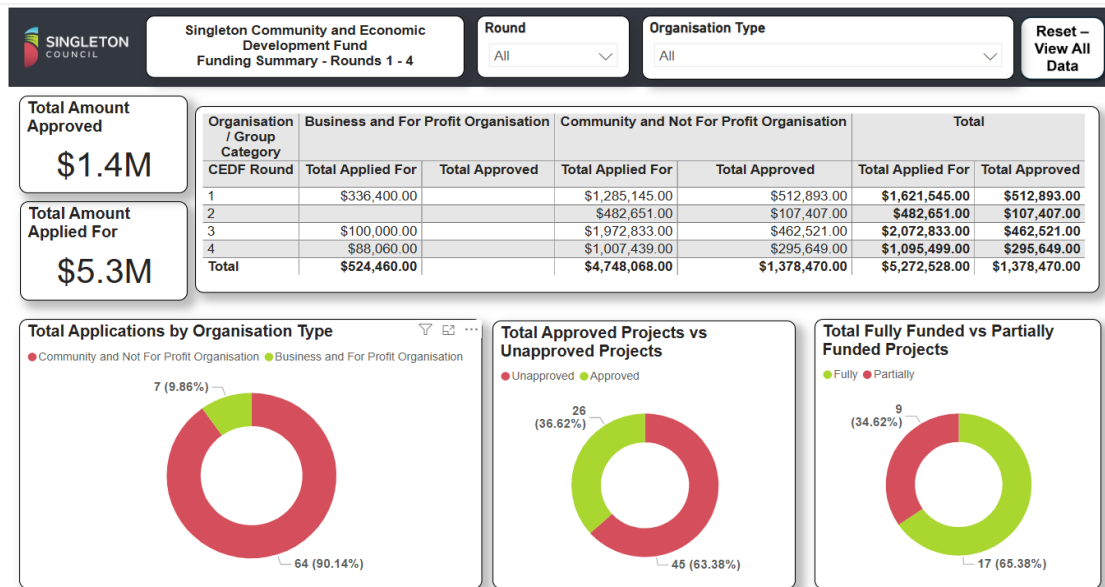 SINGLETON
COUNCIL
Singleton Community and Economic
Development Fund
Funding Summary - Rounds 1 - 4
Round
All
Organisation Type
All
Reset –
View All
Data
Total Amount
Approved
$1.4M
Total Amount
Applied For
$5.3M
Organisation / Group Category Business and For Profit Organisation Community and Not For Profit Organisation Total
CEDF Round Total Applied For Total Approved Total Applied For Total Approved Total Applied For Total Approved
1 $336,400.00 $1,285,145.00 $512,893.00 $1,621,545.00 $512,893.00
2 $482,651.00 $107,407.00 $482,651.00 $107,407.00
3 $100,000.00 $1,972,833.00 $462,521.00 $2,072,833.00 $462,521.00
4 $88,060.00 $1,007,439.00 $295,649.00 $1,095,499.00 $295,649.00
Total $524,460.00 $4,748,068.00 $1,378,470.00 $5,272,528.00 $1,378,470.00
Total Applications by Organisation Type
Community and Not For Profit Organisation Business and For Profit Organisation
7 (9.86%)
64 (90.14%)
Total Approved Projects vs
Unapproved Projects
Unapproved Approved
26
(36.62%)
45 (63.38%)
Total Fully Funded vs Partially
Funded Projects
Fully Partially
9
(34.62%)
17 (65.38%)